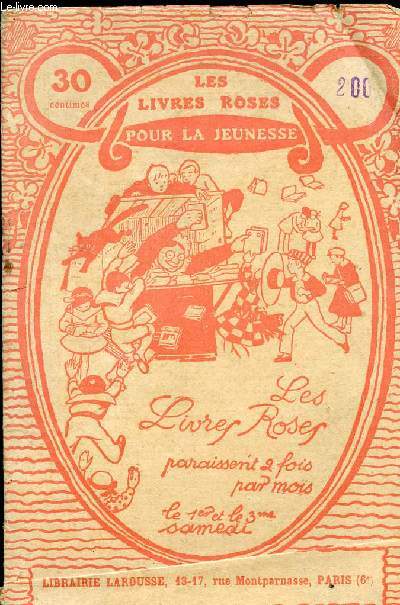 Le-livre.com
30
centimes
LES
LIVRES ROSES
POUR LA JEUNESSE
200
Les
Livres Roses
paraissent 2 fois
par mois
le 1er et le 3me
samedi
LIBRAIRIE LAROUSSE, 13-17, rue Montparnasse, PARIS (6e)